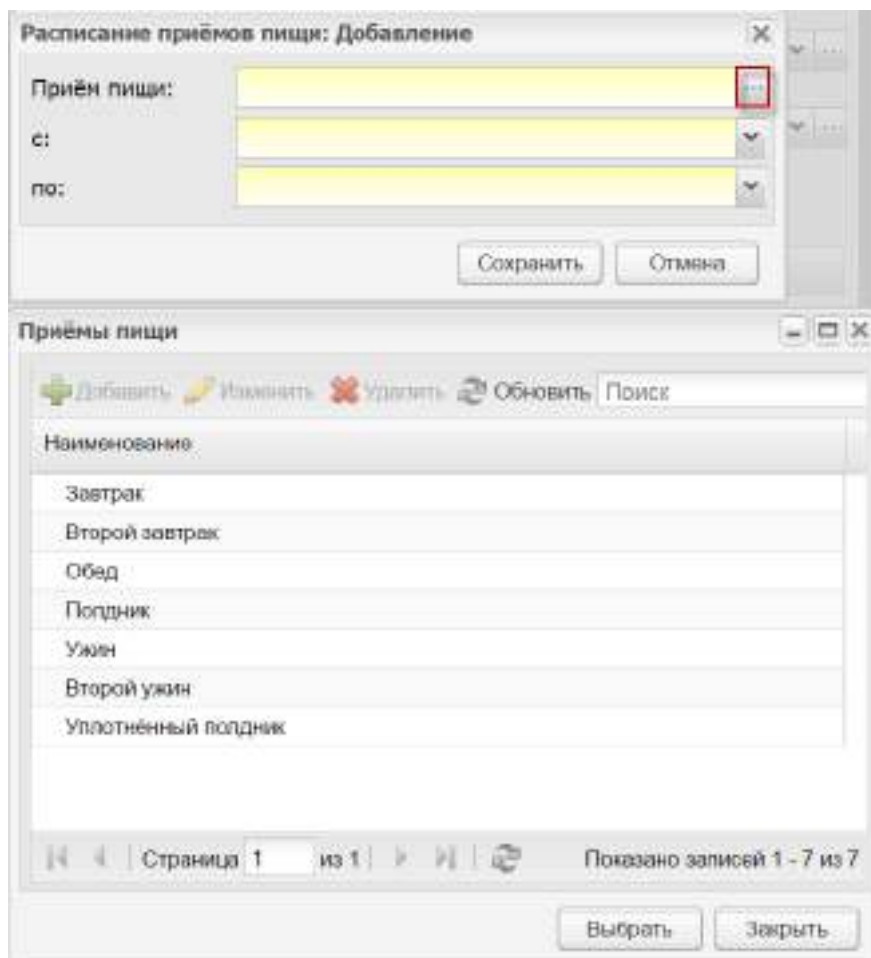 Расписание приёмов пищи: Добавление
Приём пищи:
с:
по:
Сохранить Отмена
Приёмы пищи
Добавить Изменить Удалить Обновить Поиск
Наименование
Завтрак
Второй завтрак
Обед
Полдник
Ужин
Второй ужин
Уплотнённый полдник
Страница 1 из 1 Показано записей 1 - 7 из 7
Выбрать Закрыть